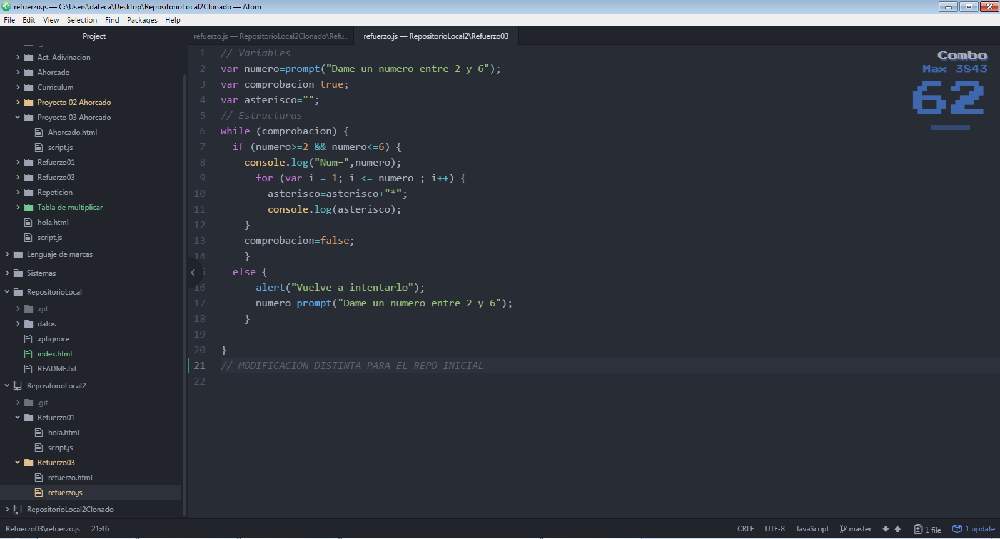 refuerzo.js — C:\Users\dafeca\Desktop\RepositorioLocal2Clonado — Atom
File Edit View Selection Find Packages Help
Project
Act. Adivinacion
Ahorcado
Curriculum
Proyecto 02 Ahorcado
Proyecto 03 Ahorcado
Ahorcado.html
script.js
Refuerzo01
Refuerzo03
Repeticion
Tabla de multiplicar
hola.html
script.js
Lenguaje de marcas
Sistemas
RepositorioLocal
.git
datos
.gitignore
index.html
README.txt
RepositorioLocal2
.git
Refuerzo01
hola.html
script.js
Refuerzo03
refuerzo.html
refuerzo.js
RepositorioLocal2Clonado
refuerzo.js — RepositorioLocal2Clonado\Refu...
refuerzo.js — RepositorioLocal2\Refuerzo03
1 // Variables
2 var numero=prompt("Dame un numero entre 2 y 6");
3 var comprobacion=true;
4 var asterisco="";
5 // Estructuras
6 while (comprobacion) {
7 if (numero>=2 && numero<=6) {
8 console.log("Num=",numero);
9 for (var i = 1; i <= numero ; i++) {
10 asterisco=asterisco+"*";
11 console.log(asterisco);
12 }
13 comprobacion=false;
14 }
5 else {
16 alert("Vuelve a intentarlo");
17 numero=prompt("Dame un numero entre 2 y 6");
18 }
19
20 }
21 // MODIFICACION DISTINTA PARA EL REPO INICIAL
22
Combo
Max 3843
62
Refuerzo03\refuerzo.js 21:46
CRLF UTF-8 JavaScript master 1 file 1 update